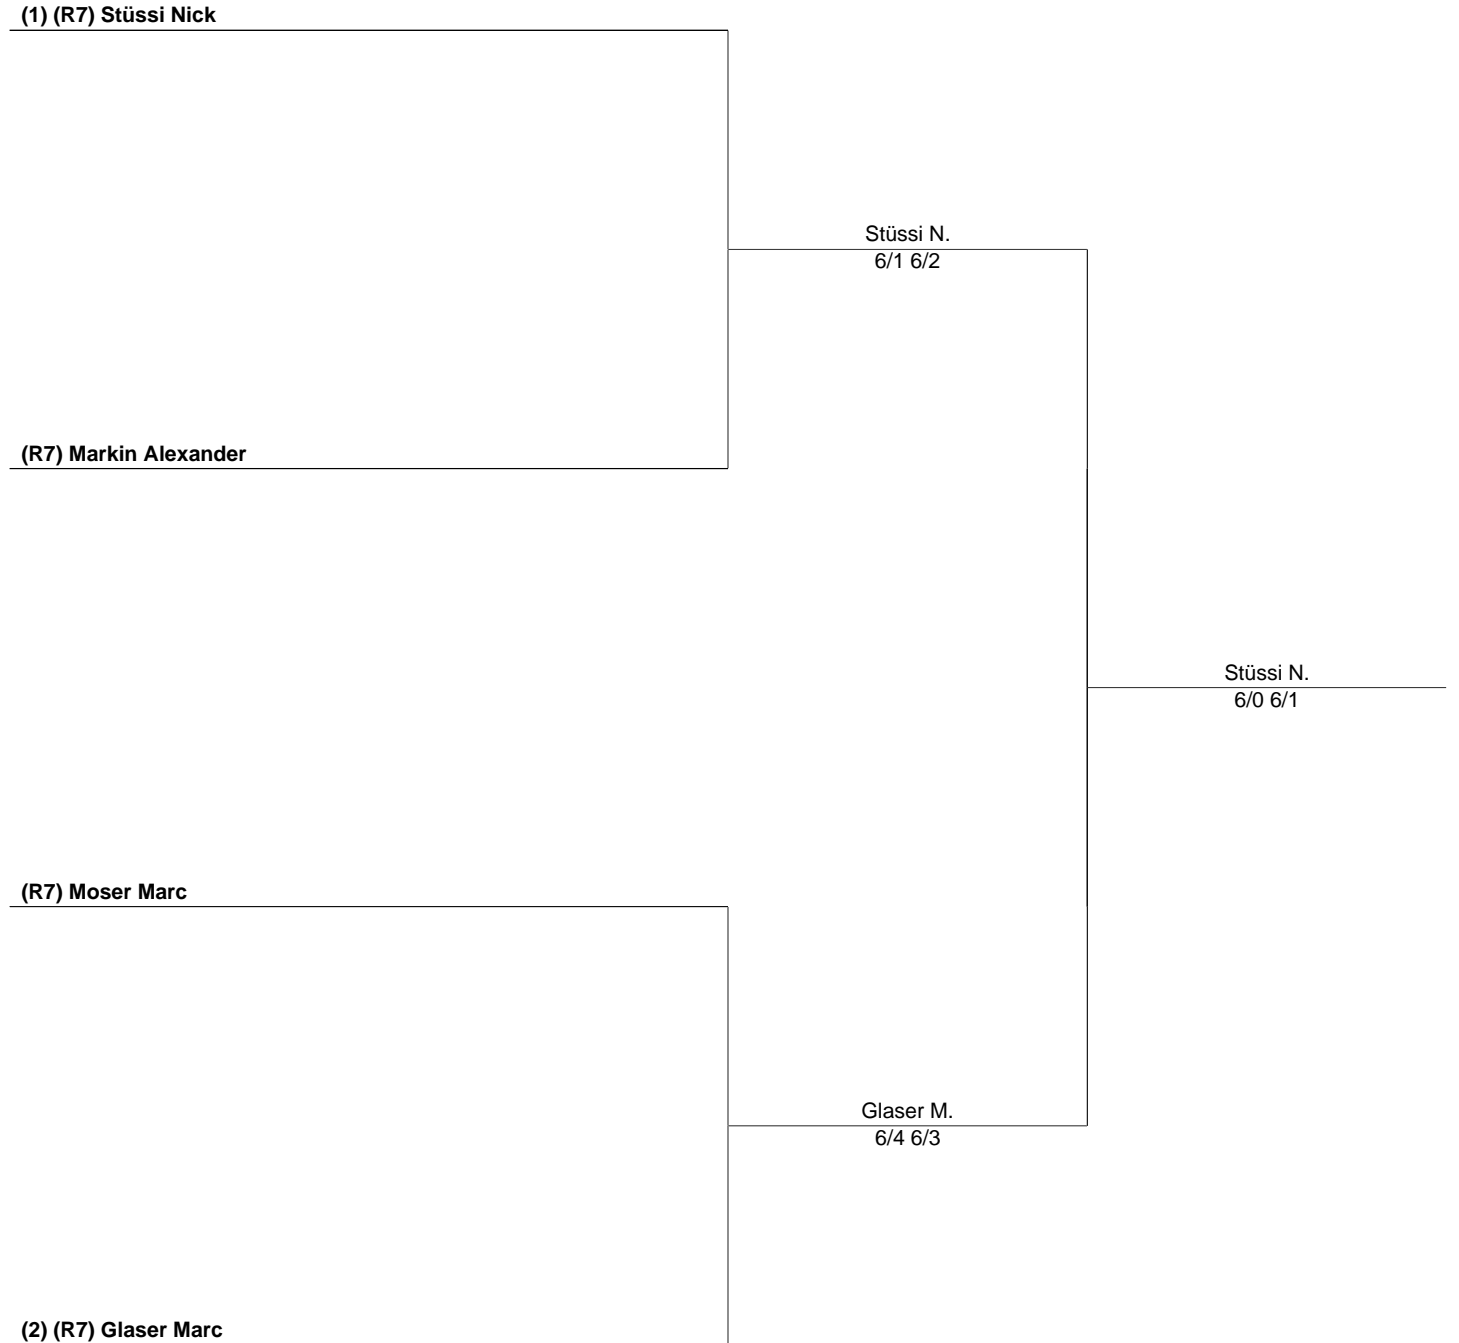 (1) (R7) Stüssi Nick
Stüssi N.
6/1 6/2
(R7) Markin Alexander
Stüssi N.
6/0 6/1
(R7) Moser Marc
Glaser M.
6/4 6/3
(2) (R7) Glaser Marc